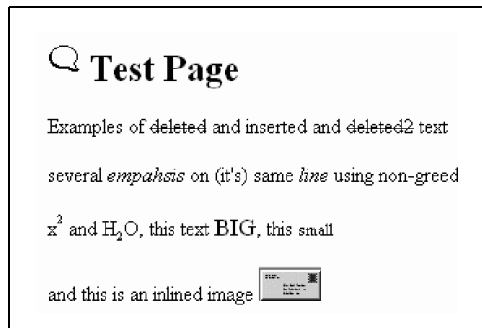 Test Page
Examples of deleted and inserted and deleted2 text
several empahsis on (it's) same line using non-greed
x² and H₂O, this text BIG, this small
and this is an inlined image